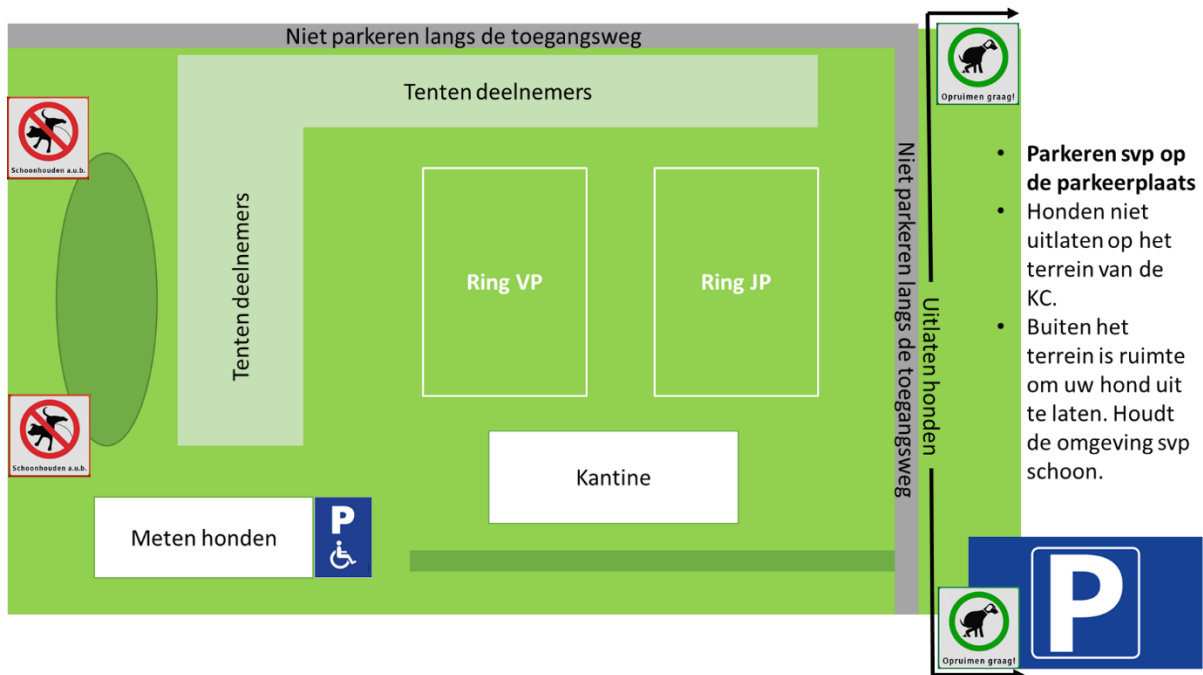 Niet parkeren langs de toegangsweg
Tenten deelnemers
Opruimen graag!
Schoonhouden a.u.b.
Tenten deelnemers
Ring VP
Ring JP
Niet parkeren langs de toegangsweg
Uitlaten honden
• Parkeren svp op
de parkeerplaats
• Honden niet
uitlaten op het
terrein van de
KC.
• Buiten het
terrein is ruimte
om uw hond uit
te laten. Houdt
de omgeving svp
schoon.
Schoonhouden a.u.b.
Kantine
Meten honden
P
P
Opruimen graag!